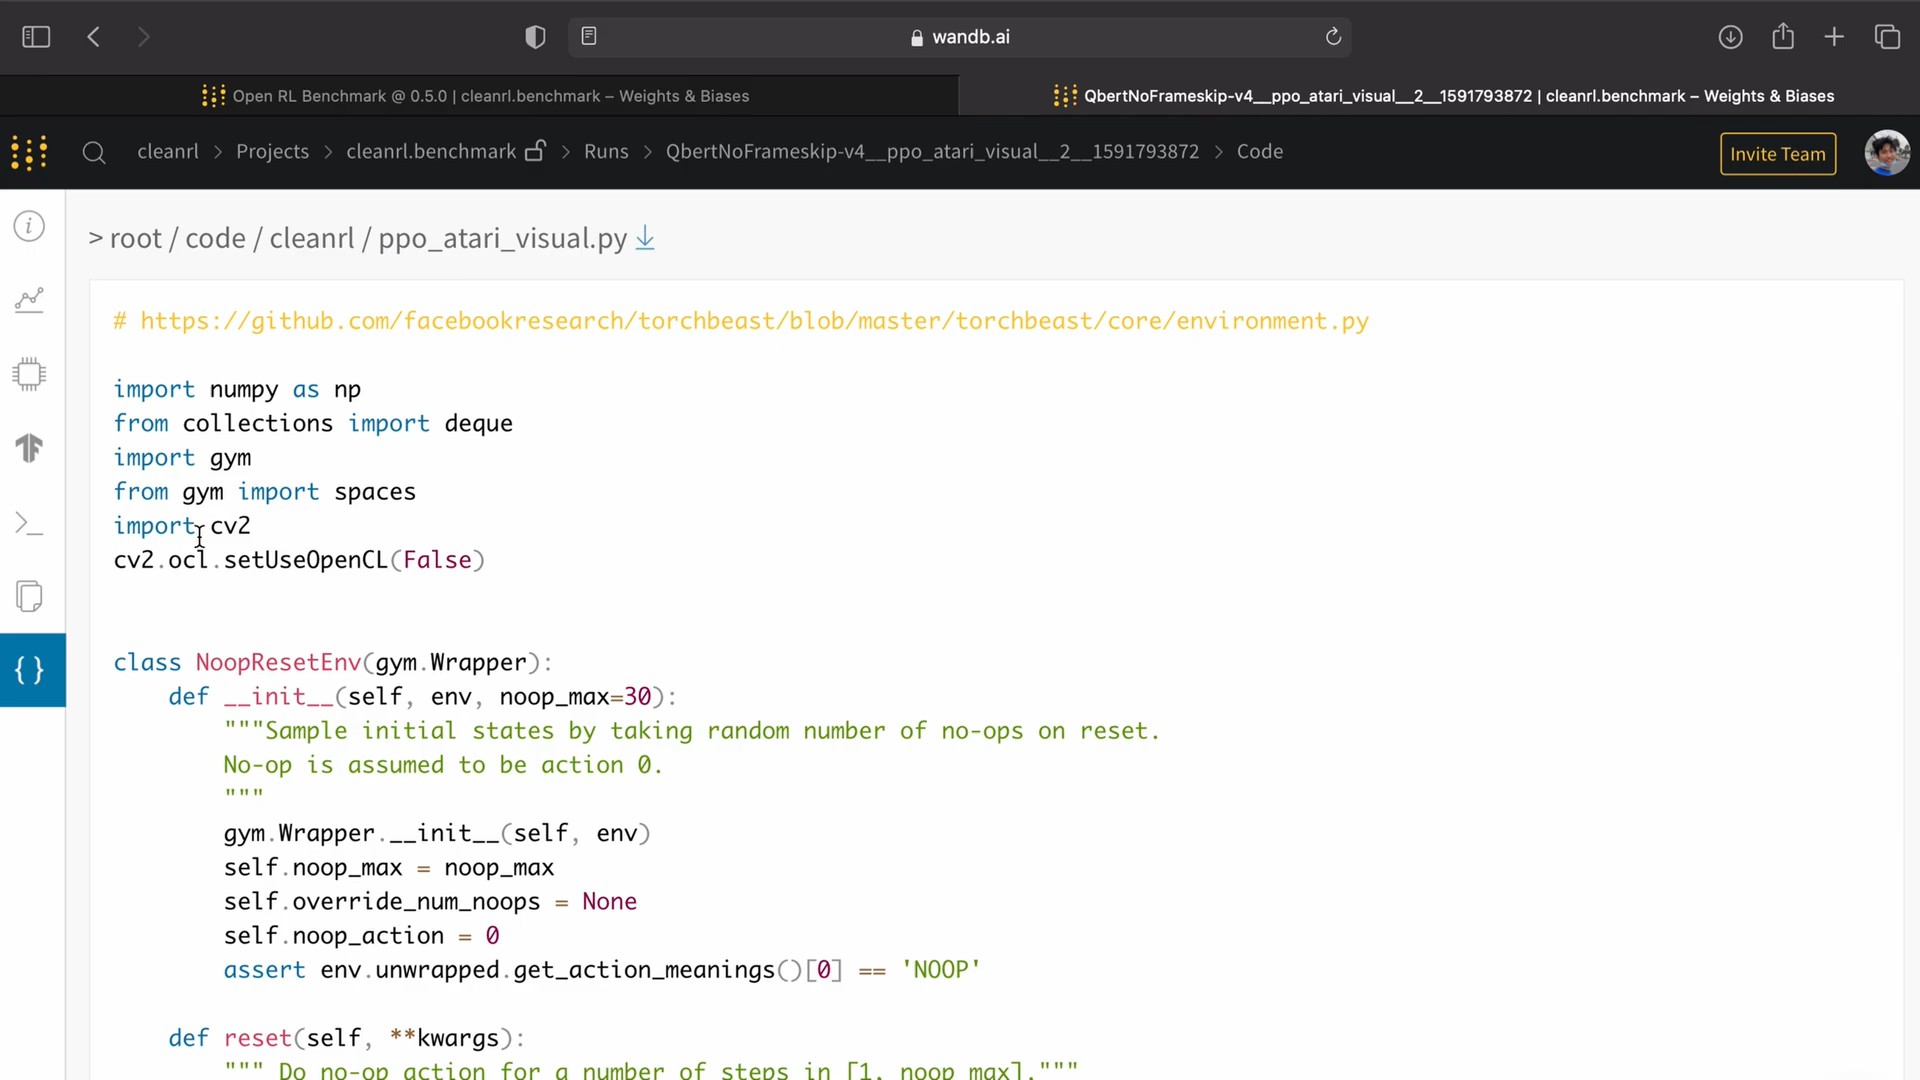 wandb.ai
Open RL Benchmark @ 0.5.0 | cleanrl.benchmark – Weights & Biases
QbertNoFrameskip-v4__ppo_atari_visual__2__1591793872 | cleanrl.benchmark – Weights & Biases
cleanrl > Projects > cleanrl.benchmark > Runs > QbertNoFrameskip-v4__ppo_atari_visual__2__1591793872 > Code
Invite Team
> root / code / cleanrl / ppo_atari_visual.py
# https://github.com/facebookresearch/torchbeast/blob/master/torchbeast/core/environment.py
import numpy as np
from collections import deque
import gym
from gym import spaces
import cv2
cv2.ocl.setUseOpenCL(False)
class NoopResetEnv(gym.Wrapper):
def __init__(self, env, noop_max=30):
"""Sample initial states by taking random number of no-ops on reset.
No-op is assumed to be action 0.
"""
gym.Wrapper.__init__(self, env)
self.noop_max = noop_max
self.override_num_noops = None
self.noop_action = 0
assert env.unwrapped.get_action_meanings()[0] == 'NOOP'
def reset(self, **kwargs):
""" Do no-op action for a number of steps in [1, noop_max]."""